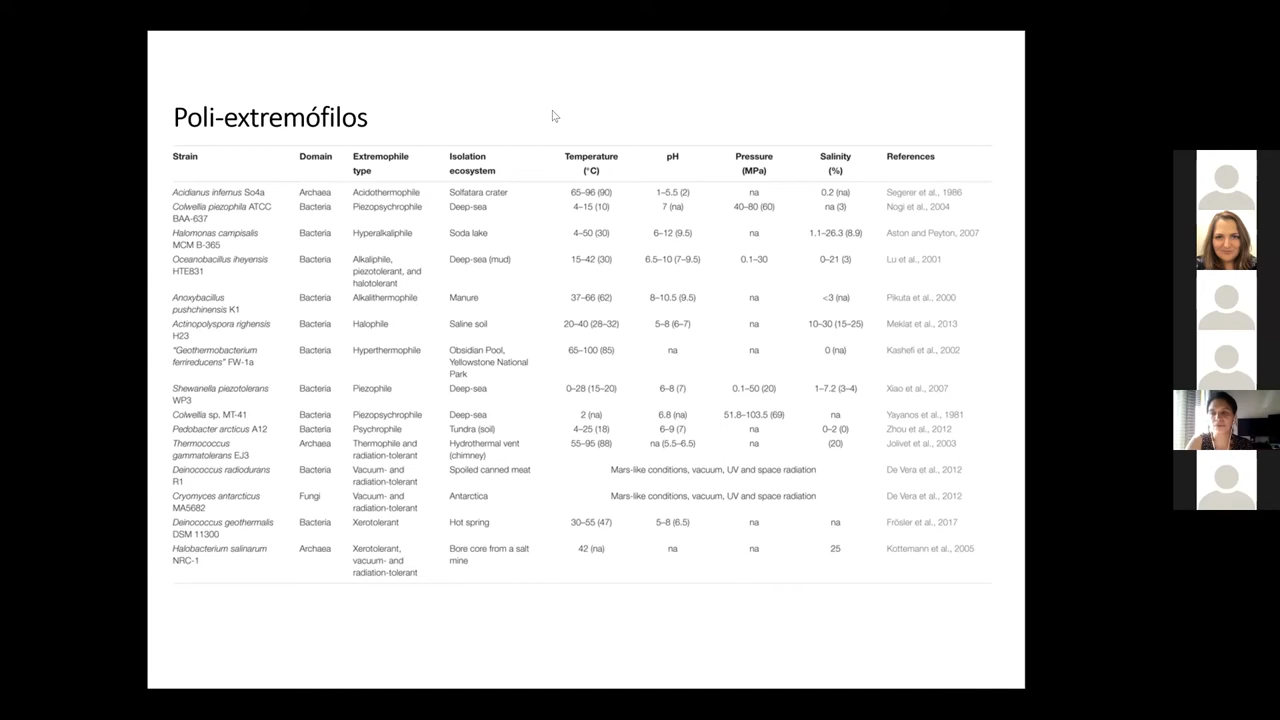 Poli-extremófilos
Strain Domain Extremophile type Isolation ecosystem Temperature (°C) pH Pressure (MPa) Salinity (%) References
Acidianus infernus So4a Archaea Acidothermophile Solfatara crater 65–96 (90) 1–5.5 (2) na 0.2 (na) Segerer et al., 1986
Colwellia piezophila ATCC BAA-637 Bacteria Piezopsychrophile Deep-sea 4–15 (10) 7 (na) 40–80 (60) na (3) Nogi et al., 2004
Halomonas campisalis MCM B-365 Bacteria Hyperalkaliphile Soda lake 4–50 (30) 6–12 (9.5) na 1.1–26.3 (8.9) Aston and Peyton, 2007
Oceanobacillus iheyensis HTE831 Bacteria Alkaliphile, piezotolerant, and halotolerant Deep-sea (mud) 15–42 (30) 6.5–10 (7–9.5) 0.1–30 0–21 (3) Lu et al., 2001
Anoxybacillus pushchinensis K1 Bacteria Alkalithermophile Manure 37–66 (62) 8–10.5 (9.5) na <3 (na) Pikuta et al., 2000
Actinopolyspora righensis H23 Bacteria Halophile Saline soil 20–40 (28–32) 5–8 (6–7) na 10–30 (15–25) Meklat et al., 2013
"Geothermobacterium ferrireducens" FW-1a Bacteria Hyperthermophile Obsidian Pool, Yellowstone National Park 65–100 (85) na na 0 (na) Kashefi et al., 2002
Shewanella piezotolerans WP3 Bacteria Piezophile Deep-sea 0–28 (15–20) 6–8 (7) 0.1–50 (20) 1–7.2 (3–4) Xiao et al., 2007
Colwellia sp. MT-41 Bacteria Piezopsychrophile Deep-sea 2 (na) 6.8 (na) 51.8–103.5 (69) na Yayanos et al., 1981
Pedobacter arcticus A12 Bacteria Psychrophile Tundra (soil) 4–25 (18) 6–9 (7) na 0–2 (0) Zhou et al., 2012
Thermococcus gammatolerans EJ3 Archaea Thermophile and radiation-tolerant Hydrothermal vent (chimney) 55–95 (88) na (5.5–6.5) na (20) Jolivet et al., 2003
Deinococcus radiodurans R1 Bacteria Vacuum- and radiation-tolerant Spoiled canned meat Mars-like conditions, vacuum, UV and space radiation De Vera et al., 2012
Cryomyces antarcticus MA5682 Fungi Vacuum- and radiation-tolerant Antarctica Mars-like conditions, vacuum, UV and space radiation De Vera et al., 2012
Deinococcus geothermalis DSM 11300 Bacteria Xerotolerant Hot spring 30–55 (47) 5–8 (6.5) na na Frösler et al., 2017
Halobacterium salinarum NRC-1 Archaea Xerotolerant, vacuum- and radiation-tolerant Bore core from a salt mine 42 (na) na na 25 Kottemann et al., 2005